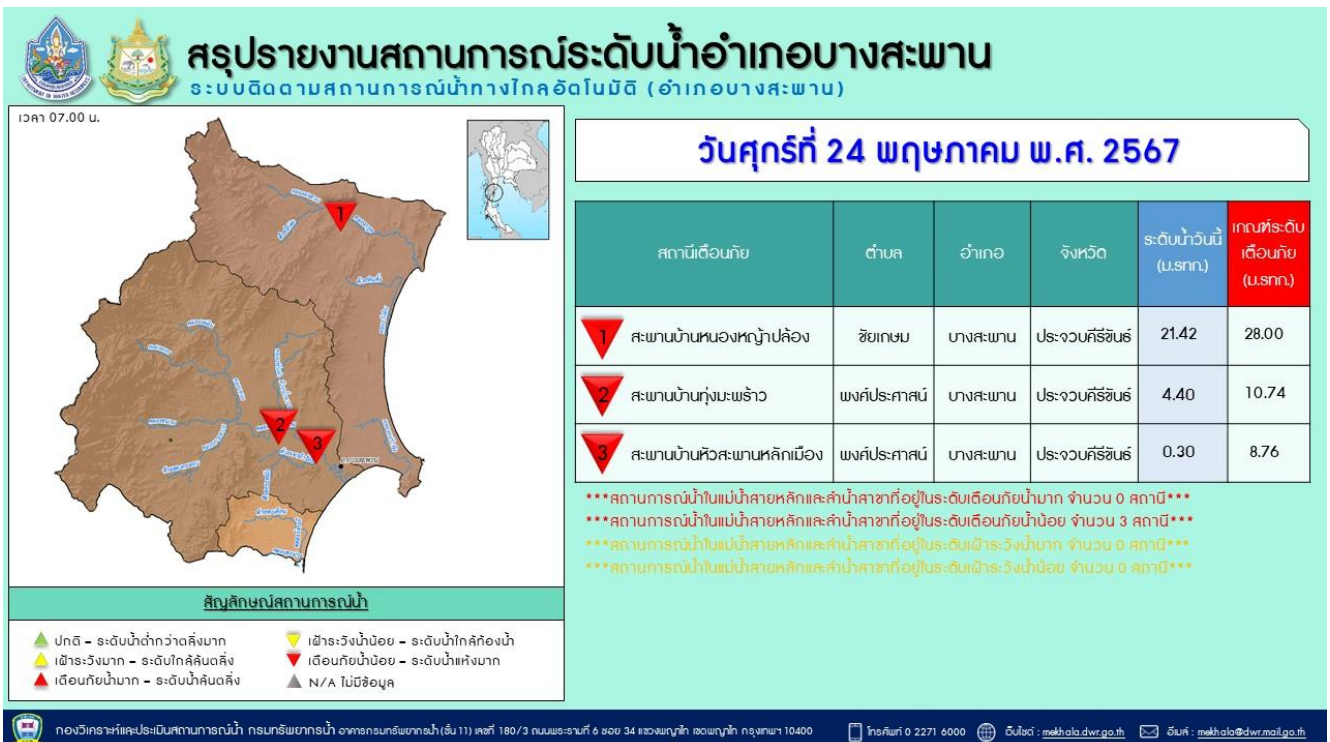 สรุปรายงานสถานการณ์ระดับน้ำอำเภอบางสะพาน
ระบบติดตามสถานการณ์น้ำทางไกลอัตโนมัติ (อำเภอบางสะพาน)
เวลา 07.00 น.
1
2
3
วันศุกร์ที่ 24 พฤษภาคม พ.ศ. 2567
สถานีเตือนภัย ตำบล อำเภอ จังหวัด ระดับน้ำวันนี้ (ม.รทก.) เกณฑ์ระดับเตือนภัย (ม.รทก.)
1 สะพานบ้านหนองหญ้าปล้อง ชัยเกษม บางสะพาน ประจวบคีรีขันธ์ 21.42 28.00
2 สะพานบ้านทุ่งมะพร้าว พงศ์ประศาสน์ บางสะพาน ประจวบคีรีขันธ์ 4.40 10.74
3 สะพานบ้านหัวสะพานหลักเมือง พงศ์ประศาสน์ บางสะพาน ประจวบคีรีขันธ์ 0.30 8.76
***สถานการณ์น้ำในแม่น้ำสายหลักและลำน้ำสาขาที่อยู่ในระดับเตือนภัยน้ำมาก จำนวน 0 สถานี***
***สถานการณ์น้ำในแม่น้ำสายหลักและลำน้ำสาขาที่อยู่ในระดับเตือนภัยน้ำน้อย จำนวน 3 สถานี***
***สถานการณ์น้ำในแม่น้ำสายหลักและลำน้ำสาขาที่อยู่ในระดับเฝ้าระวังน้ำมาก จำนวน 0 สถานี***
***สถานการณ์น้ำในแม่น้ำสายหลักและลำน้ำสาขาที่อยู่ในระดับเฝ้าระวังน้ำน้อย จำนวน 0 สถานี***
สัญลักษณ์สถานการณ์น้ำ
ปกติ - ระดับน้ำต่ำกว่าตลิ่งมาก
เฝ้าระวังมาก - ระดับใกล้ล้นตลิ่ง
เตือนภัยน้ำมาก - ระดับน้ำล้นตลิ่ง
เฝ้าระวังน้ำน้อย - ระดับน้ำใกล้ท้องน้ำ
เตือนภัยน้ำน้อย - ระดับน้ำแห้งมาก
N/A ไม่มีข้อมูล
กองวิเคราะห์และประเมินสถานการณ์น้ำ กรมทรัพยากรน้ำ อาคารกรมทรัพยากรน้ำ (ชั้น 11) เลขที่ 180/3 ถนนพระรามที่ 6 ซอย 34 แขวงพญาไท เขตพญาไท กรุงเทพฯ 10400 โทรศัพท์ 0 2271 6000 เว็บไซต์ : mekhala.dwr.go.th อีเมล์ : mekhala@dwr.mail.go.th